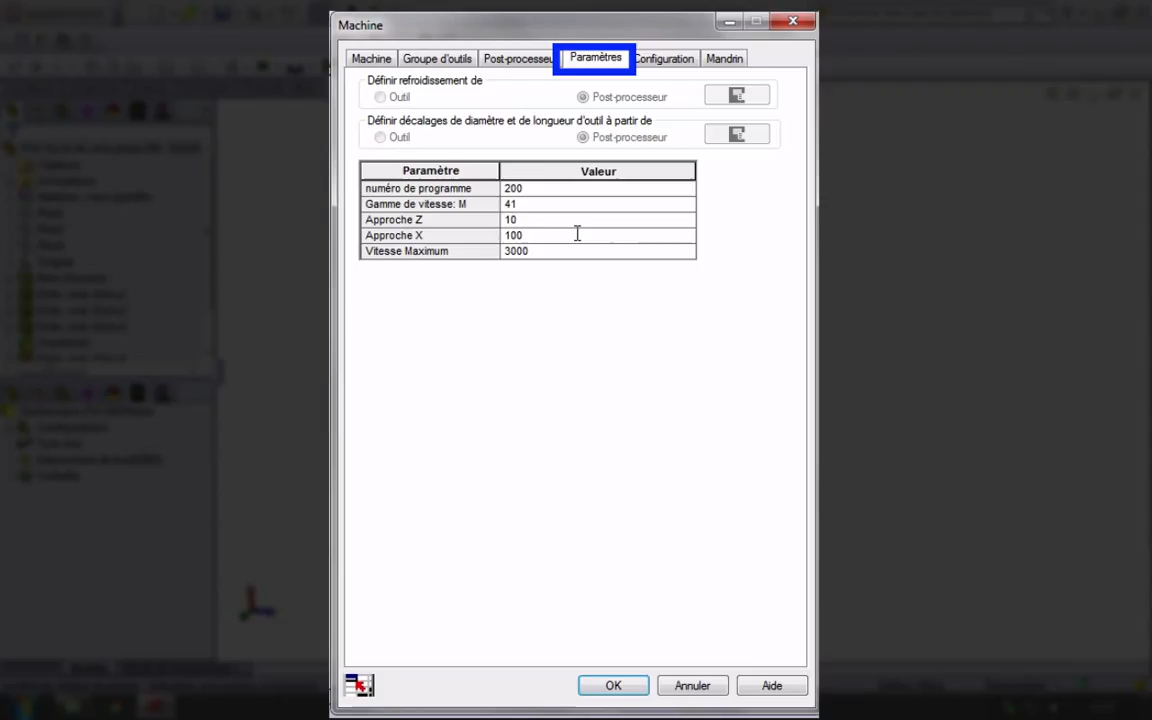 Machine
Machine Groupe d'outils Post-processeu Paramètres Configuration Mandrin
Définir refroidissement de
Outil Post-processeur
Définir décalages de diamètre et de longueur d'outil à partir de
Outil Post-processeur
Paramètre Valeur
numéro de programme 200
Gamme de vitesse: M 41
Approche Z 10
Approche X 100
Vitesse Maximum 3000
OK Annuler Aide